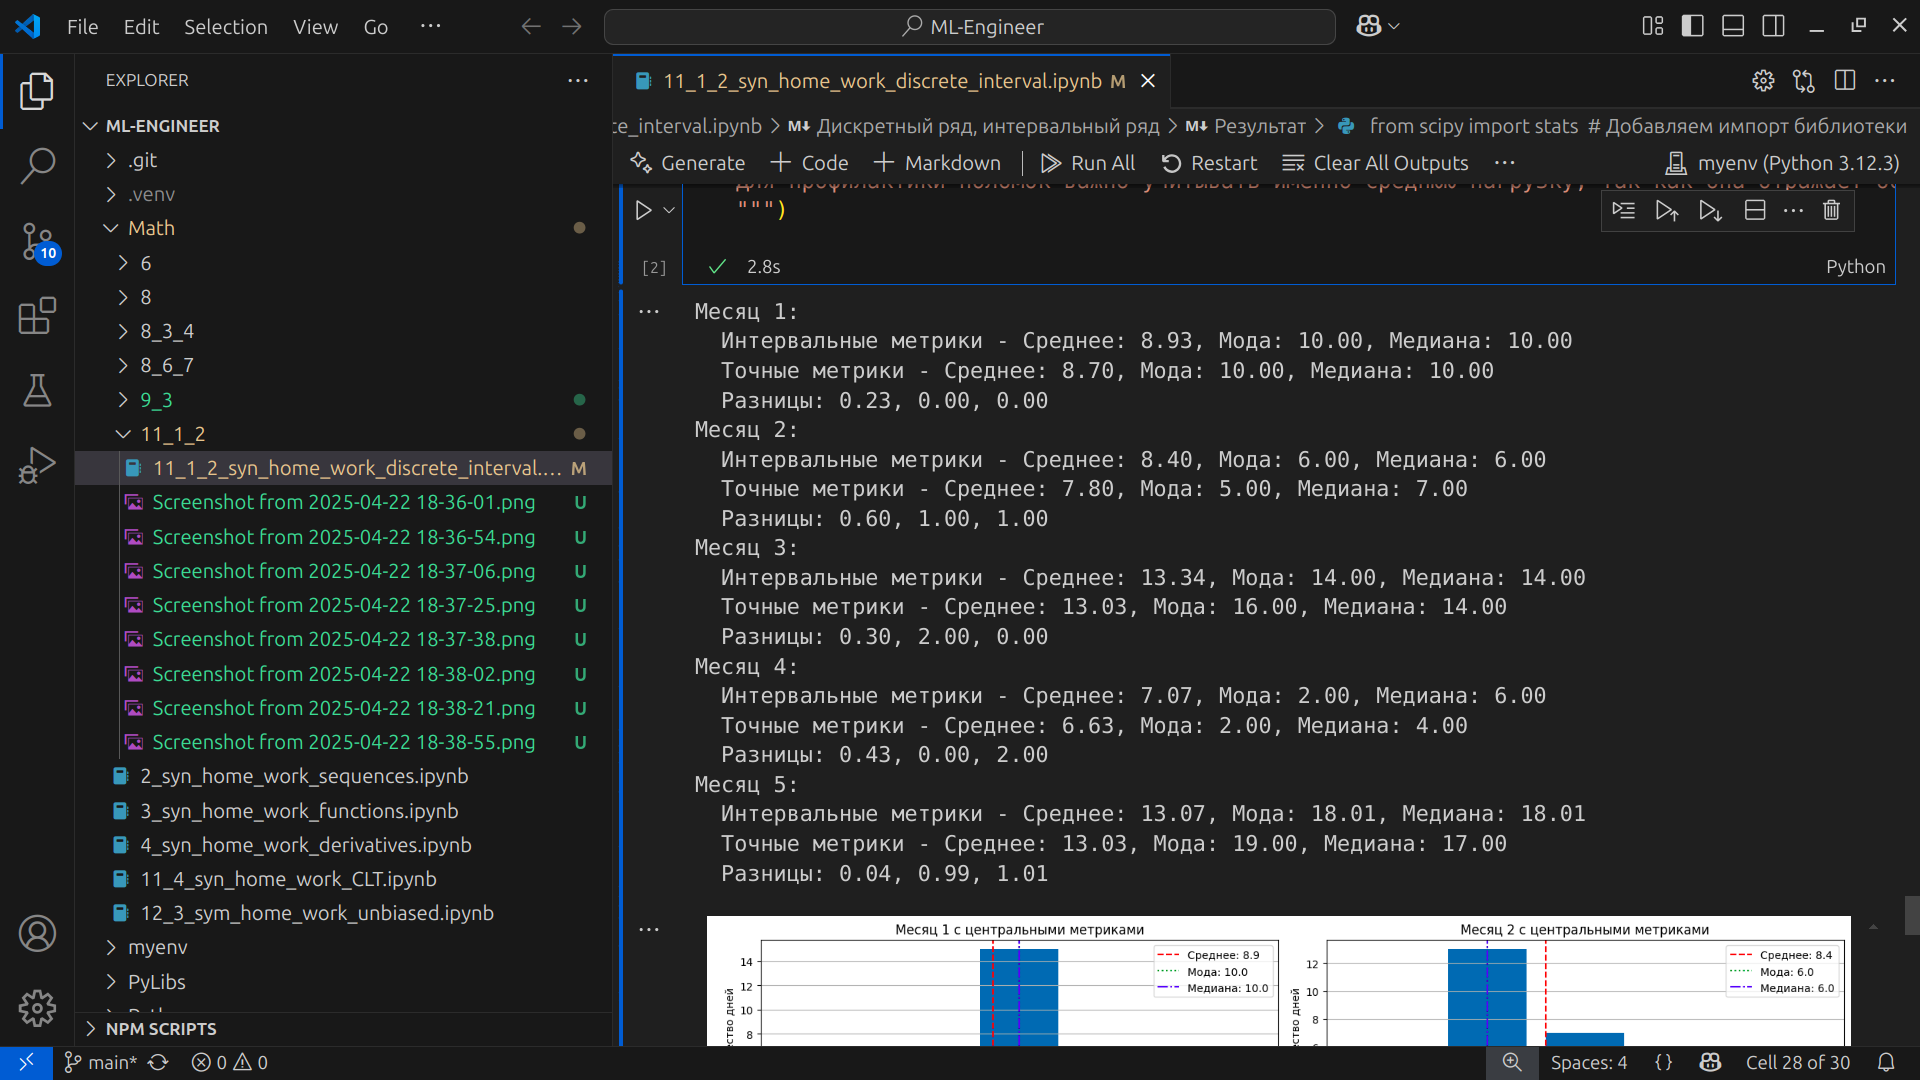 File Edit Selection View Go ···
ML-Engineer
EXPLORER
ML-ENGINEER
.git
.venv
Math
6
8
8_3_4
8_6_7
9_3
11_1_2
11_1_2_syn_home_work_discrete_interval.... M
Screenshot from 2025-04-22 18-36-01.png U
Screenshot from 2025-04-22 18-36-54.png U
Screenshot from 2025-04-22 18-37-06.png U
Screenshot from 2025-04-22 18-37-25.png U
Screenshot from 2025-04-22 18-37-38.png U
Screenshot from 2025-04-22 18-38-02.png U
Screenshot from 2025-04-22 18-38-21.png U
Screenshot from 2025-04-22 18-38-55.png U
2_syn_home_work_sequences.ipynb
3_syn_home_work_functions.ipynb
4_syn_home_work_derivatives.ipynb
11_4_syn_home_work_CLT.ipynb
12_3_sym_home_work_unbiased.ipynb
myenv
PyLibs
NPM SCRIPTS
10
11_1_2_syn_home_work_discrete_interval.ipynb M
ce_interval.ipynb > M↓ Дискретный ряд, интервальный ряд > M↓ Результат > from scipy import stats # Добавляем импорт библиотеки
Generate + Code + Markdown Run All Restart Clear All Outputs ··· myenv (Python 3.12.3)
""")
[2] 2.8s Python
Месяц 1:
Интервальные метрики - Среднее: 8.93, Мода: 10.00, Медиана: 10.00
Точные метрики - Среднее: 8.70, Мода: 10.00, Медиана: 10.00
Разницы: 0.23, 0.00, 0.00
Месяц 2:
Интервальные метрики - Среднее: 8.40, Мода: 6.00, Медиана: 6.00
Точные метрики - Среднее: 7.80, Мода: 5.00, Медиана: 7.00
Разницы: 0.60, 1.00, 1.00
Месяц 3:
Интервальные метрики - Среднее: 13.34, Мода: 14.00, Медиана: 14.00
Точные метрики - Среднее: 13.03, Мода: 16.00, Медиана: 14.00
Разницы: 0.30, 2.00, 0.00
Месяц 4:
Интервальные метрики - Среднее: 7.07, Мода: 2.00, Медиана: 6.00
Точные метрики - Среднее: 6.63, Мода: 2.00, Медиана: 4.00
Разницы: 0.43, 0.00, 2.00
Месяц 5:
Интервальные метрики - Среднее: 13.07, Мода: 18.01, Медиана: 18.01
Точные метрики - Среднее: 13.03, Мода: 19.00, Медиана: 17.00
Разницы: 0.04, 0.99, 1.01
Месяц 1 с центральными метриками
14
12
10
8
Среднее: 8.9
Мода: 10.0
Медиана: 10.0
Месяц 2 с центральными метриками
12
10
8
Среднее: 8.4
Мода: 6.0
Медиана: 6.0
main* 0 0
Spaces: 4 {} Cell 28 of 30